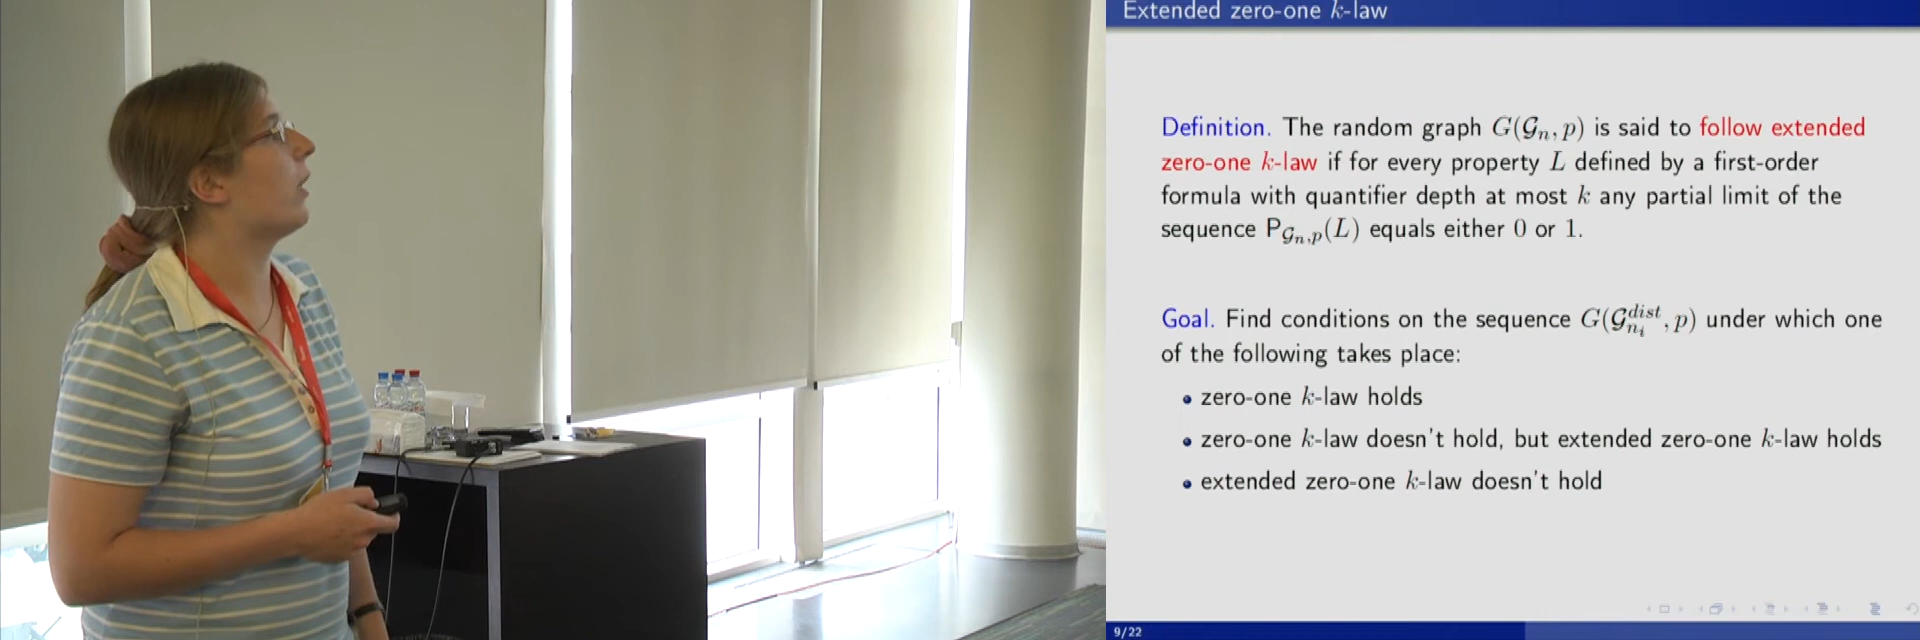 Extended zero-one k-law
Definition. The random graph G(𝒢ₙ, p) is said to follow extended
zero-one k-law if for every property L defined by a first-order
formula with quantifier depth at most k any partial limit of the
sequence P_{𝒢ₙ,p}(L) equals either 0 or 1.
Goal. Find conditions on the sequence G(𝒢_{n_i}^{dist}, p) under which one
of the following takes place:
• zero-one k-law holds
• zero-one k-law doesn't hold, but extended zero-one k-law holds
• extended zero-one k-law doesn't hold
9/22